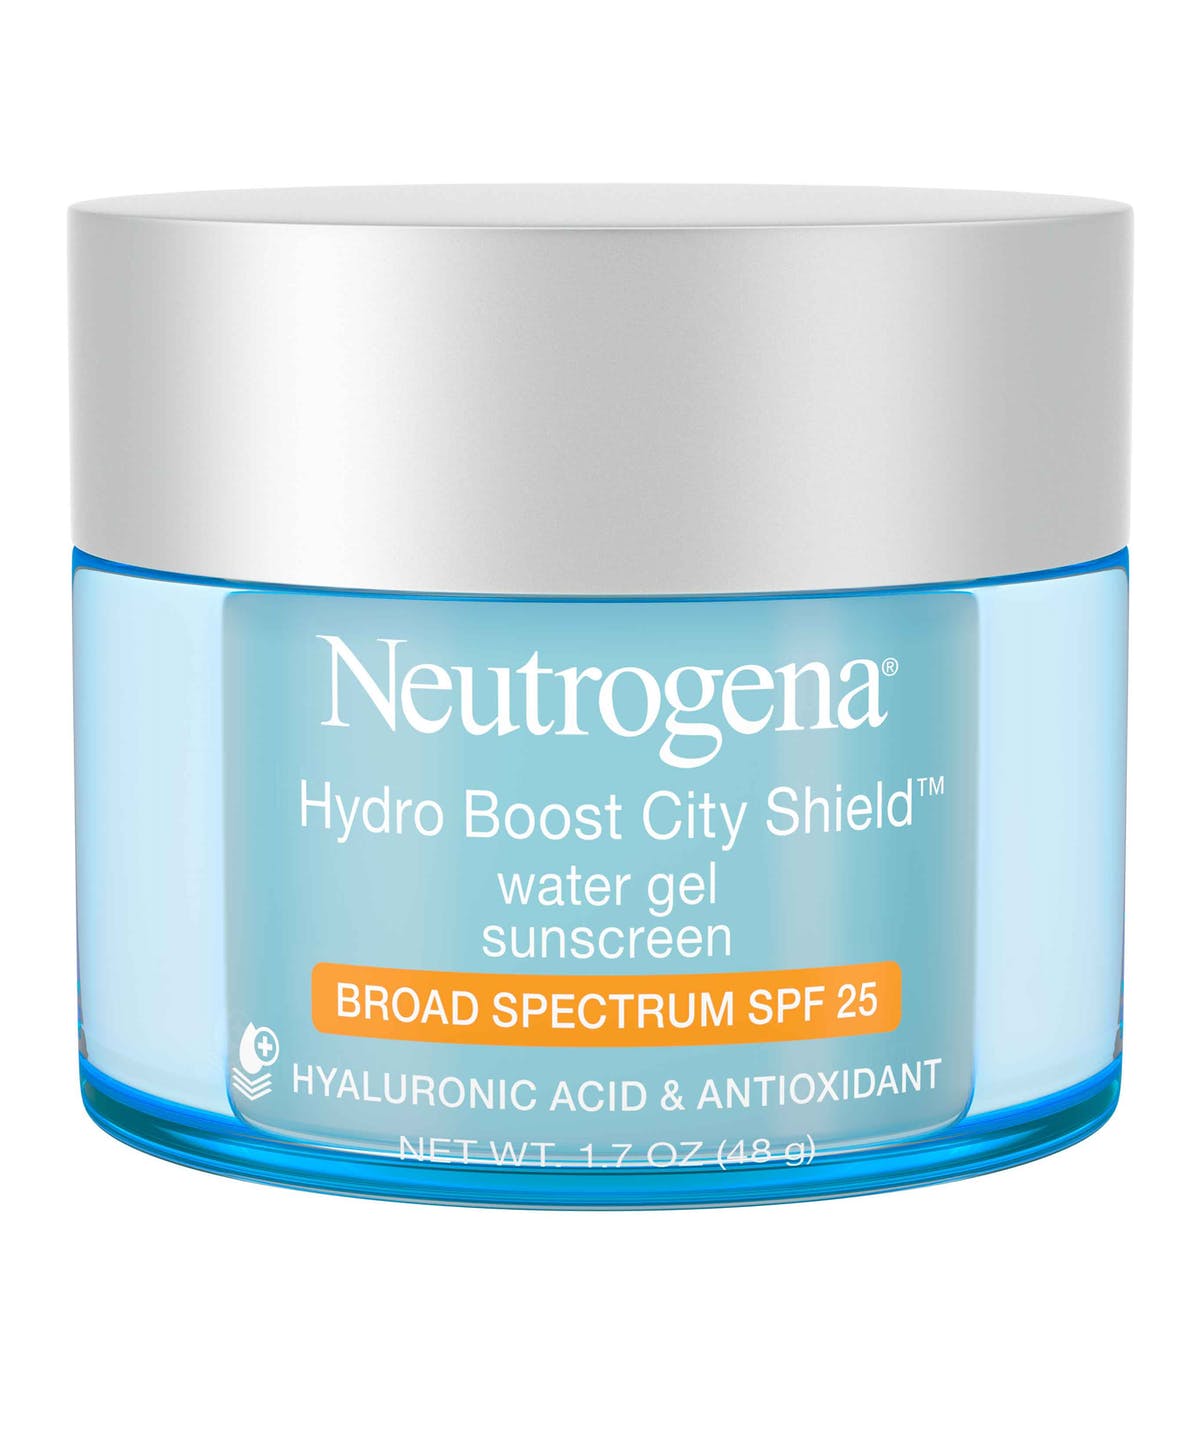 Neutrogena®
Hydro Boost City Shield™
water gel
sunscreen
BROAD SPECTRUM SPF 25
HYALURONIC ACID & ANTIOXIDANT
NET WT. 1.7 OZ (48 g)